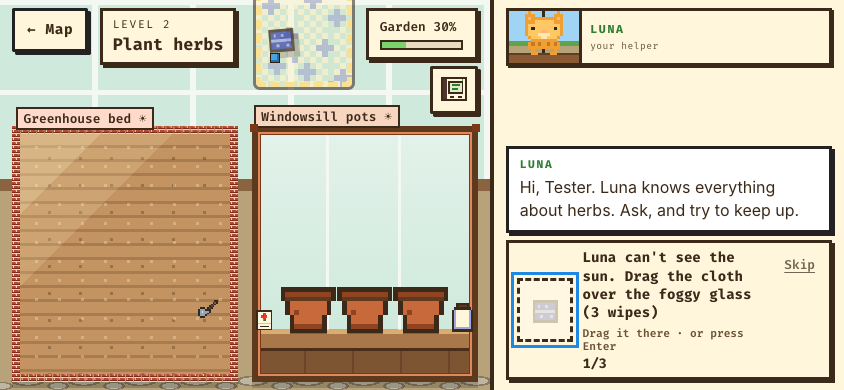 ← Map
LEVEL 2
Plant herbs
Garden 30%
Greenhouse bed ☀
Windowsill pots ☀
LUNA
your helper
LUNA
Hi, Tester. Luna knows everything
about herbs. Ask, and try to keep up.
Luna can't see the
sun. Drag the cloth
over the foggy glass
(3 wipes)
Skip
Drag it there · or press
Enter
1/3